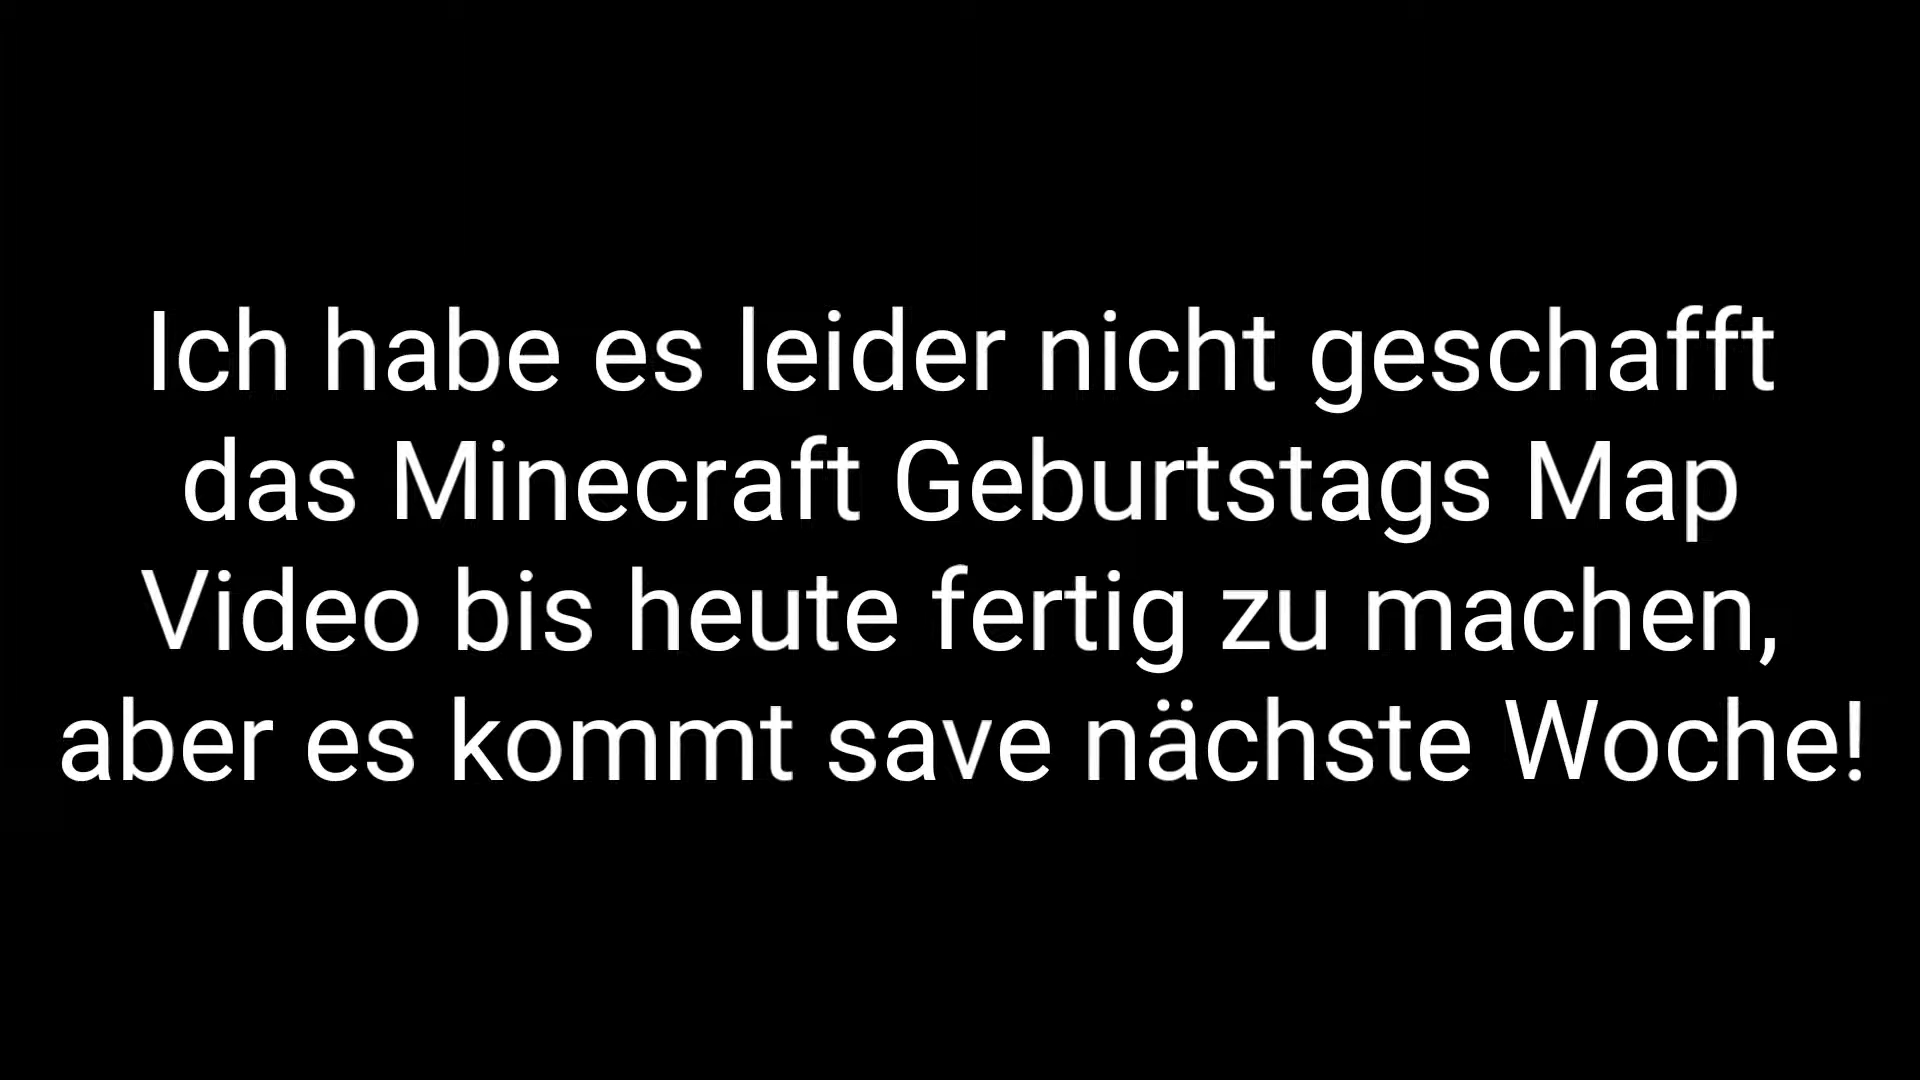 Ich habe es leider nicht geschafft
das Minecraft Geburtstags Map
Video bis heute fertig zu machen,
aber es kommt save nächste Woche!